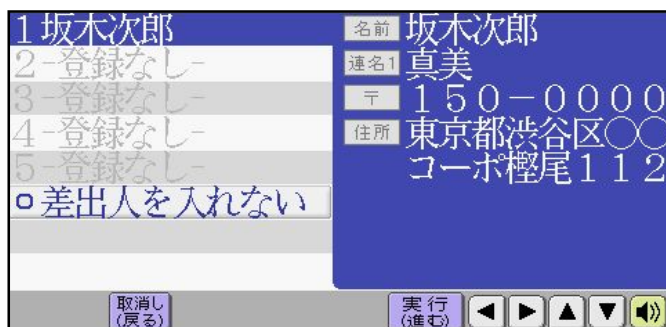 1坂木次郎
2-登録なし-
3-登録なし-
4-登録なし-
5-登録なし-
差出人を入れない
名前 坂木次郎
連名1 真美
〒 150-0000
住所 東京都渋谷区〇〇
コーポ樫尾112
取消し
(戻る)
実行
(進む)